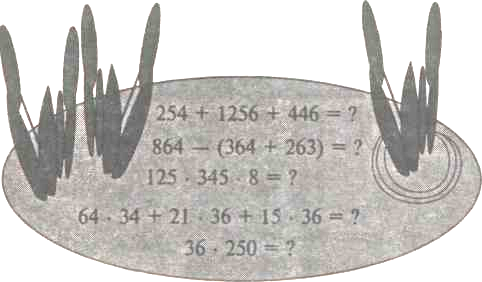 254 + 1256 + 446 = ?
864 − (364 + 263) = ?
125 · 345 · 8 = ?
64 · 34 + 21 · 36 + 15 · 36 = ?
36 · 250 = ?